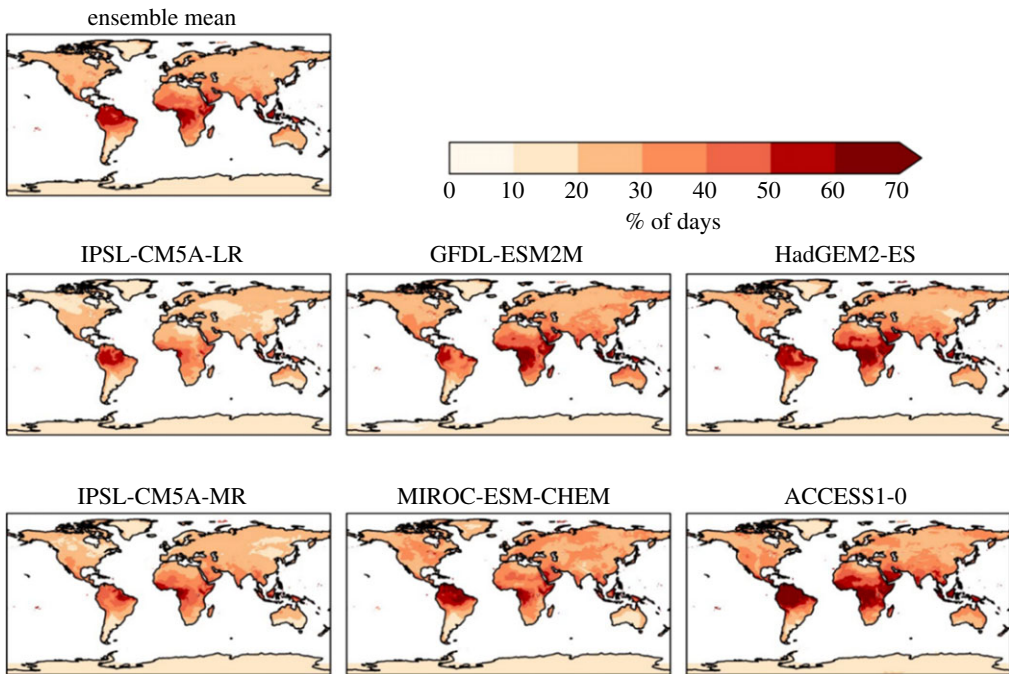 ensemble mean
0 10 20 30 40 50 60 70
% of days
IPSL-CM5A-LR GFDL-ESM2M HadGEM2-ES
IPSL-CM5A-MR MIROC-ESM-CHEM ACCESS1-0